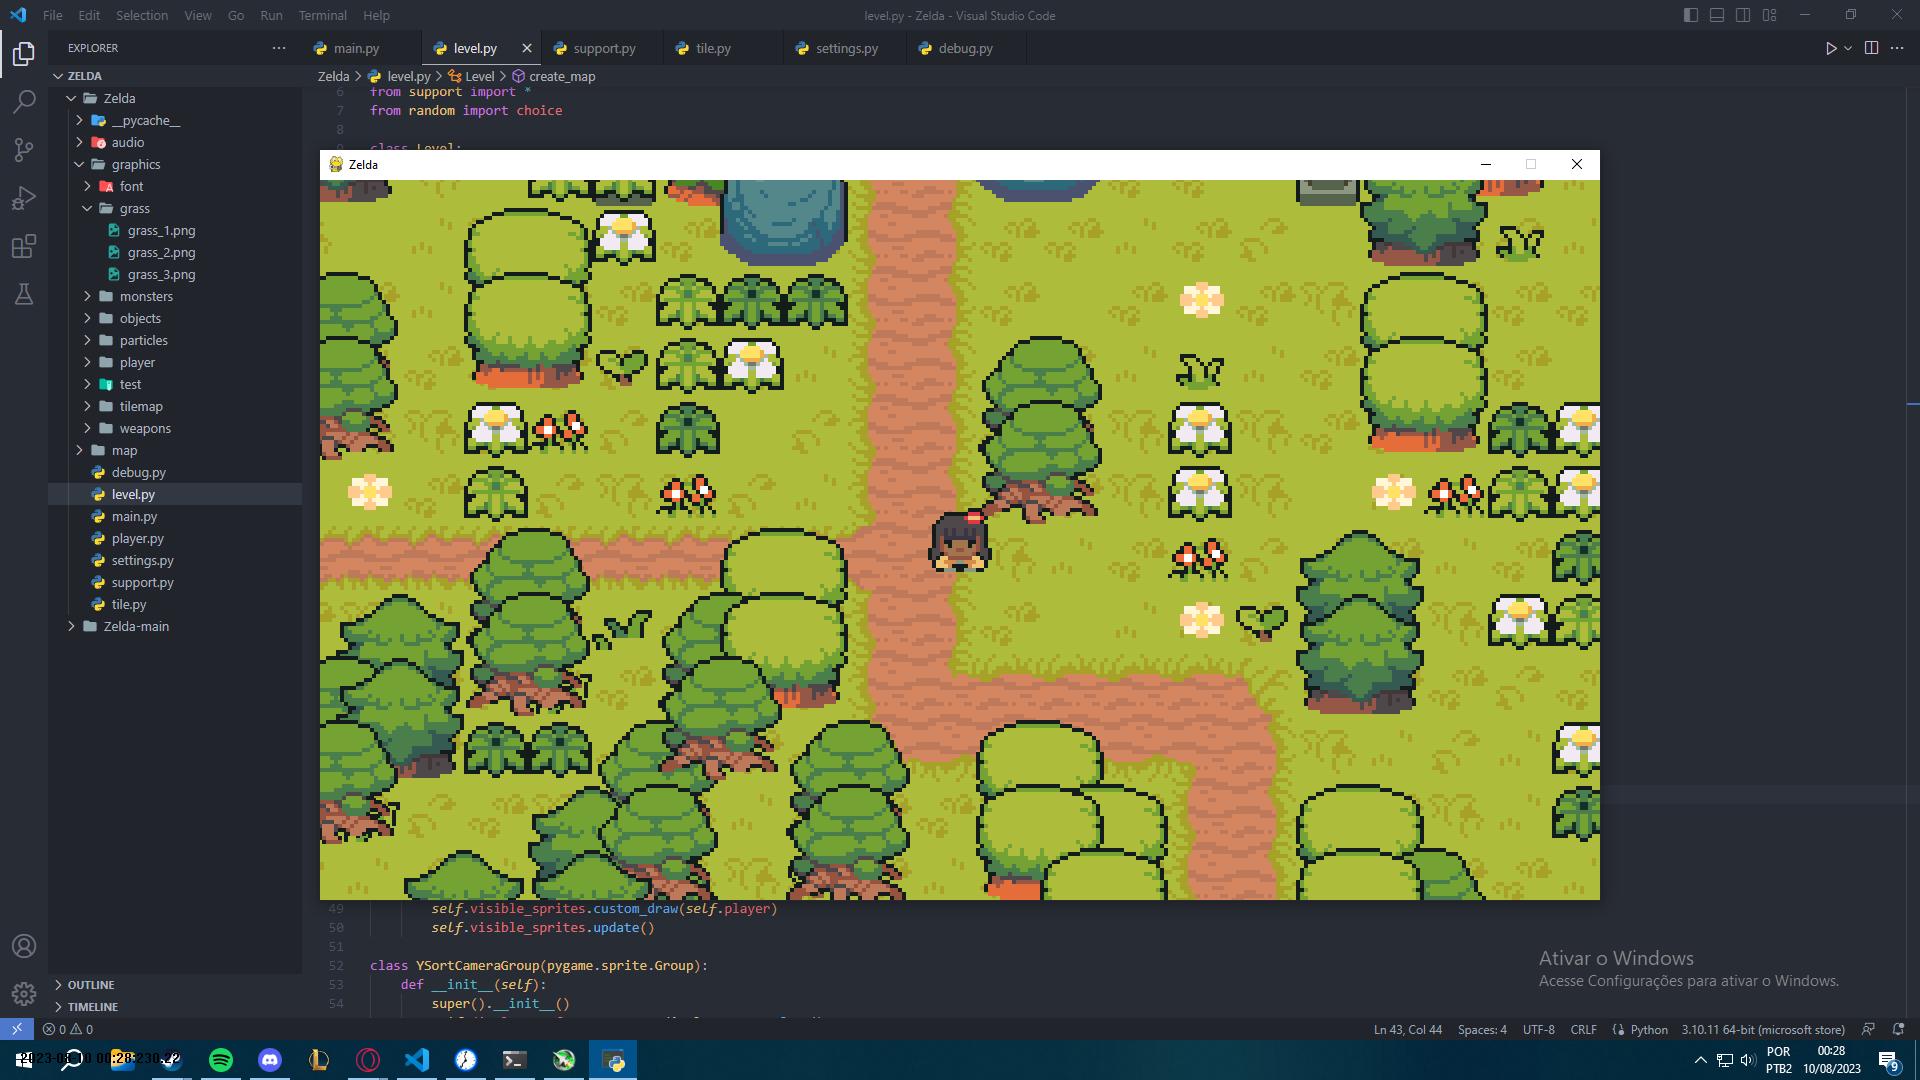 File Edit Selection View Go Run Terminal Help
level.py - Zelda - Visual Studio Code
EXPLORER
main.py
level.py
support.py
tile.py
settings.py
debug.py
ZELDA
Zelda > level.py > Level > create_map
Zelda
__pycache__
audio
graphics
font
grass
grass_1.png
grass_2.png
grass_3.png
monsters
objects
particles
player
test
tilemap
weapons
map
debug.py
level.py
main.py
player.py
settings.py
support.py
tile.py
Zelda-main
OUTLINE
TIMELINE
6 from support import *
7 from random import choice
8
9 class Level:
Zelda
49 self.visible_sprites.custom_draw(self.player)
50 self.visible_sprites.update()
51
52 class YSortCameraGroup(pygame.sprite.Group):
53 def __init__(self):
54 super().__init__()
Ativar o Windows
Acesse Configurações para ativar o Windows.
0 0
Ln 43, Col 44 Spaces: 4 UTF-8 CRLF Python 3.10.11 64-bit (microsoft store)
POR
PTB2
00:28
10/08/2023
9